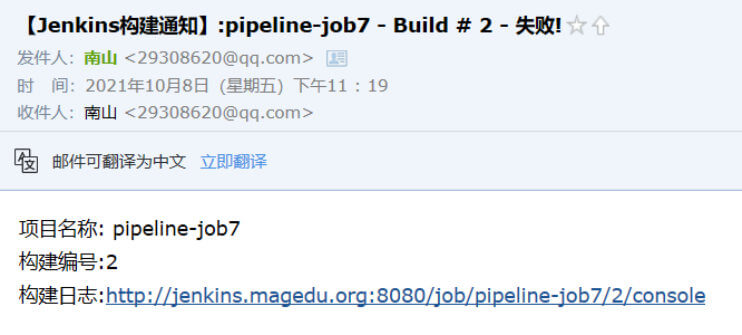 【Jenkins构建通知】:pipeline-job7 - Build # 2 - 失败!
发件人：南山 <29308620@qq.com>
时　间：2021年10月8日（星期五）下午11：19
收件人：南山 <29308620@qq.com>
邮件可翻译为中文 立即翻译
项目名称: pipeline-job7
构建编号:2
构建日志:http://jenkins.magedu.org:8080/job/pipeline-job7/2/console